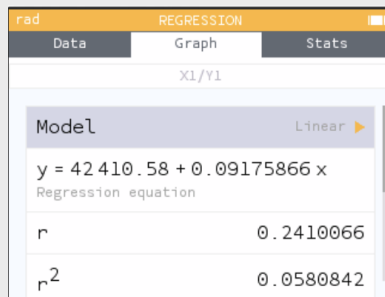 rad REGRESSION
Data Graph Stats
X1/Y1
Model Linear
y = 42 410.58 + 0.09175866 x
Regression equation
r 0.2410066
r² 0.0580842